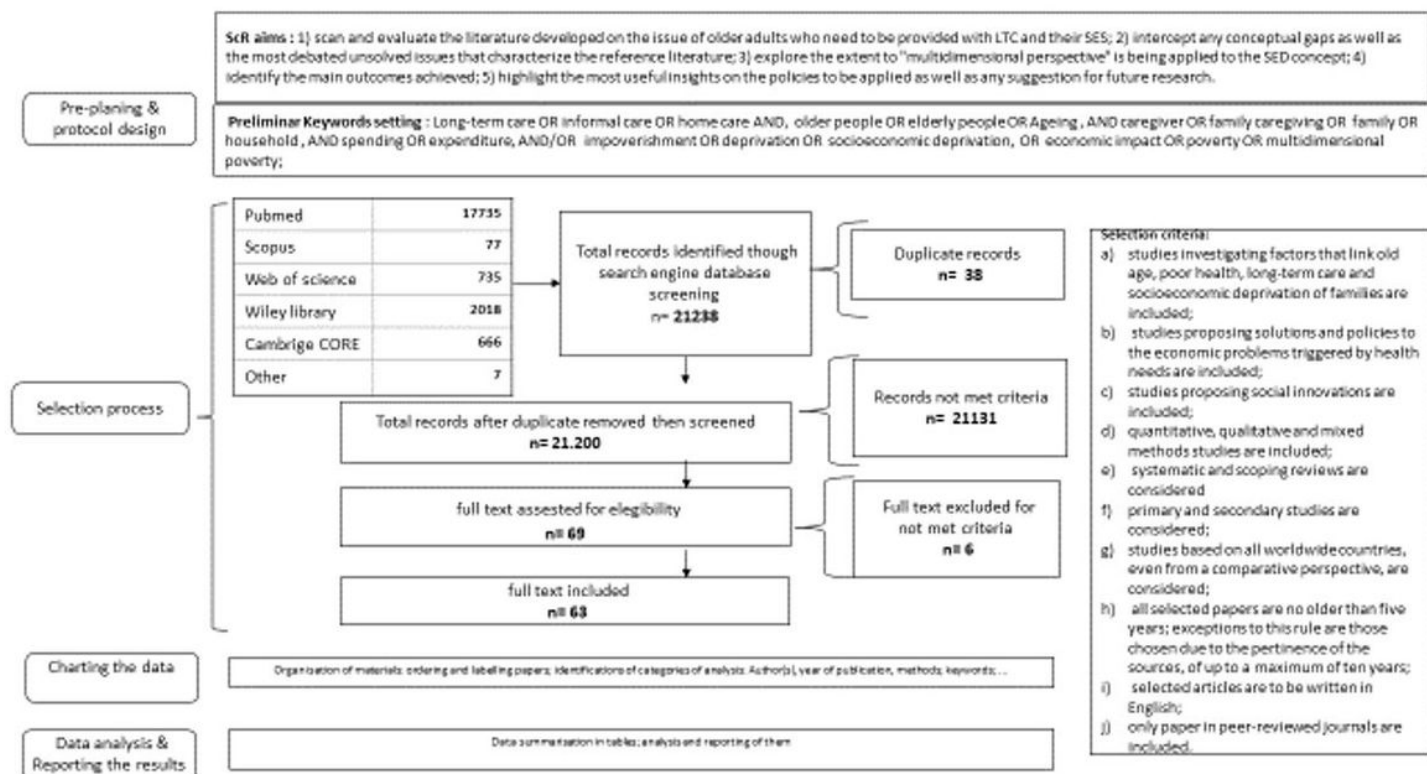 ScR aims : 1) scan and evaluate the literature developed on the issue of older adults who need to be provided with LTC and their SES; 2) intercept any conceptual gaps as well as
the most debated unsolved issues that characterize the reference literature; 3) explore the extent to "multidimensional perspective" is being applied to the SED concept; 4)
identify the main outcomes achieved; 5) highlight the most useful insights on the policies to be applied as well as any suggestion for future research.
Pre-planing &
protocol design
Preliminar Keywords setting : Long-term care OR informal care OR home care AND, older people OR elderly people OR Ageing , AND caregiver OR family caregiving OR family OR
household , AND spending OR expenditure, AND/OR impoverishment OR deprivation OR socioeconomic deprivation, OR economic impact OR poverty OR multidimensional
poverty;
Selection process
Pubmed 17735
Scopus 77
Web of science 735
Wiley library 2018
Cambrige CORE 666
Other 7
Total records identified though
search engine database
screening
n= 21238
Duplicate records
n= 38
Total records after duplicate removed then screened
n= 21.200
Records not met criteria
n= 21131
full text assested for elegibility
n= 69
Full text excluded for
not met criteria
n= 6
full text included
n= 63
Selection criteria:
a) studies investigating factors that link old
age, poor health, long-term care and
socioeconomic deprivation of families are
included;
b) studies proposing solutions and policies to
the economic problems triggered by health
needs are included;
c) studies proposing social innovations are
included;
d) quantitative, qualitative and mixed
methods studies are included;
e) systematic and scoping reviews are
considered
f) primary and secondary studies are
considered;
g) studies based on all worldwide countries,
even from a comparative perspective, are
considered;
h) all selected papers are no older than five
years; exceptions to this rule are those
chosen due to the pertinence of the
sources, of up to a maximum of ten years;
i) selected articles are to be written in
English;
j) only paper in peer-reviewed journals are
included.
Charting the data
Organisation of materials: ordering and labelling papers; identifications of categories of analysis: Author(s), year of publication, methods; keywords; ...
Data analysis &
Reporting the results
Data summarisation in tables; analysis and reporting of them